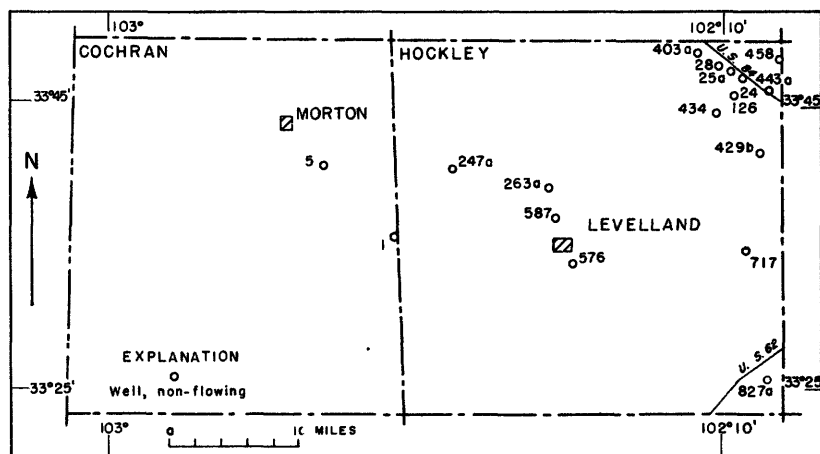 103°
102° 10'
COCHRAN
HOCKLEY
403a
458
U. S. 84
28
25a
443a
33°45'
24
33°45'
126
434
MORTON
429b
N
5
247a
263a
587
LEVELLAND
1
576
717
EXPLANATION
U. S. 62
33°25'
Well, non-flowing
33°25'
827a
103°
10 MILES
102° 10'